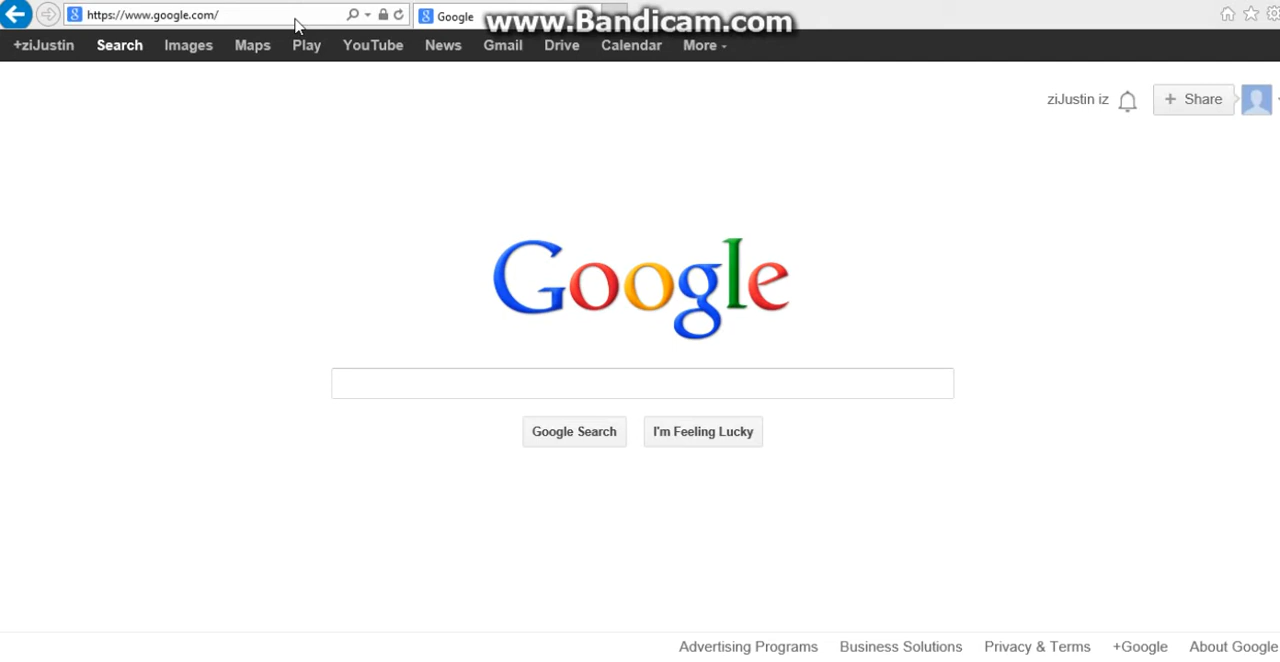 https://www.google.com/
Google
www.Bandicam.com
+ziJustin Search Images Maps Play YouTube News Gmail Drive Calendar More
ziJustin iz + Share
Google
Google Search I'm Feeling Lucky
Advertising Programs Business Solutions Privacy & Terms +Google About Google